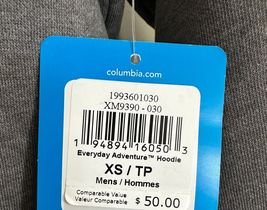 columbia.com
1993601030
XM9390 - 030
1 94894 16050 3
Everyday Adventure™ Hoodie
XS / TP
Mens / Hommes
Comparable Value
Valeur Comparable $ 50.00